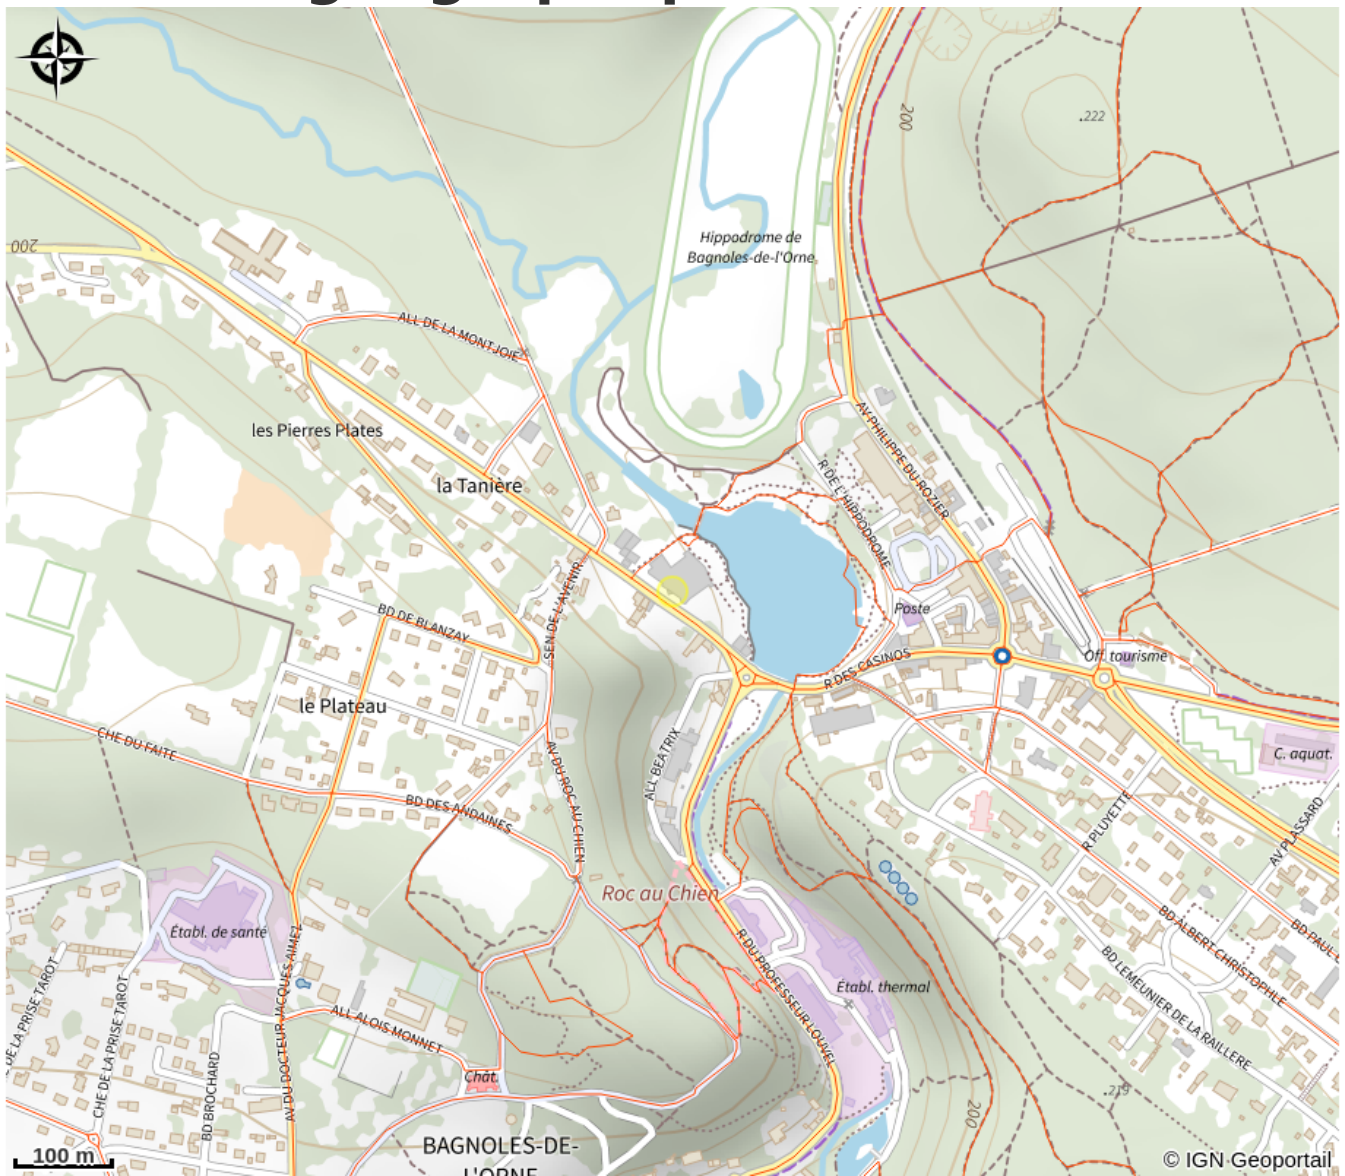 200
.222
200
Hippodrome de
Bagnoles-de-l'Orne
ALL DE LA MONTJOIE
les Pierres Plates
AV PHILIPPE DU ROZIER
la Tanière
R DE L'HIPPODROME
SEN DE L'AVENIR
BD DE BLANZAY
Poste
R DES CASINOS
Off. tourisme
le Plateau
CHE DU FAITE
ALL BEATRIX
C. aquat.
AV DU ROC AU CHIEN
BD DES ANDAINES
R PLUVETTE
AV PLASSARD
Roc au Chien
Établ. de santé
R DU PROFESSEUR LOUVEL
BD ALBERT CHRISTOPHLE
BD PAUL
Établ. thermal
BD LEMEUNIER DE LA RAILLERE
DE LA PRISE TAROT
CHE DE LA PRISE TAROT
AV DU DOCTEUR JACQUES AIMEZ
ALL ALOIS MONNET
BD BROCHARD
Chât.
.219
200
BAGNOLES-DE-
L'ORNE
100 m
© IGN Geoportail